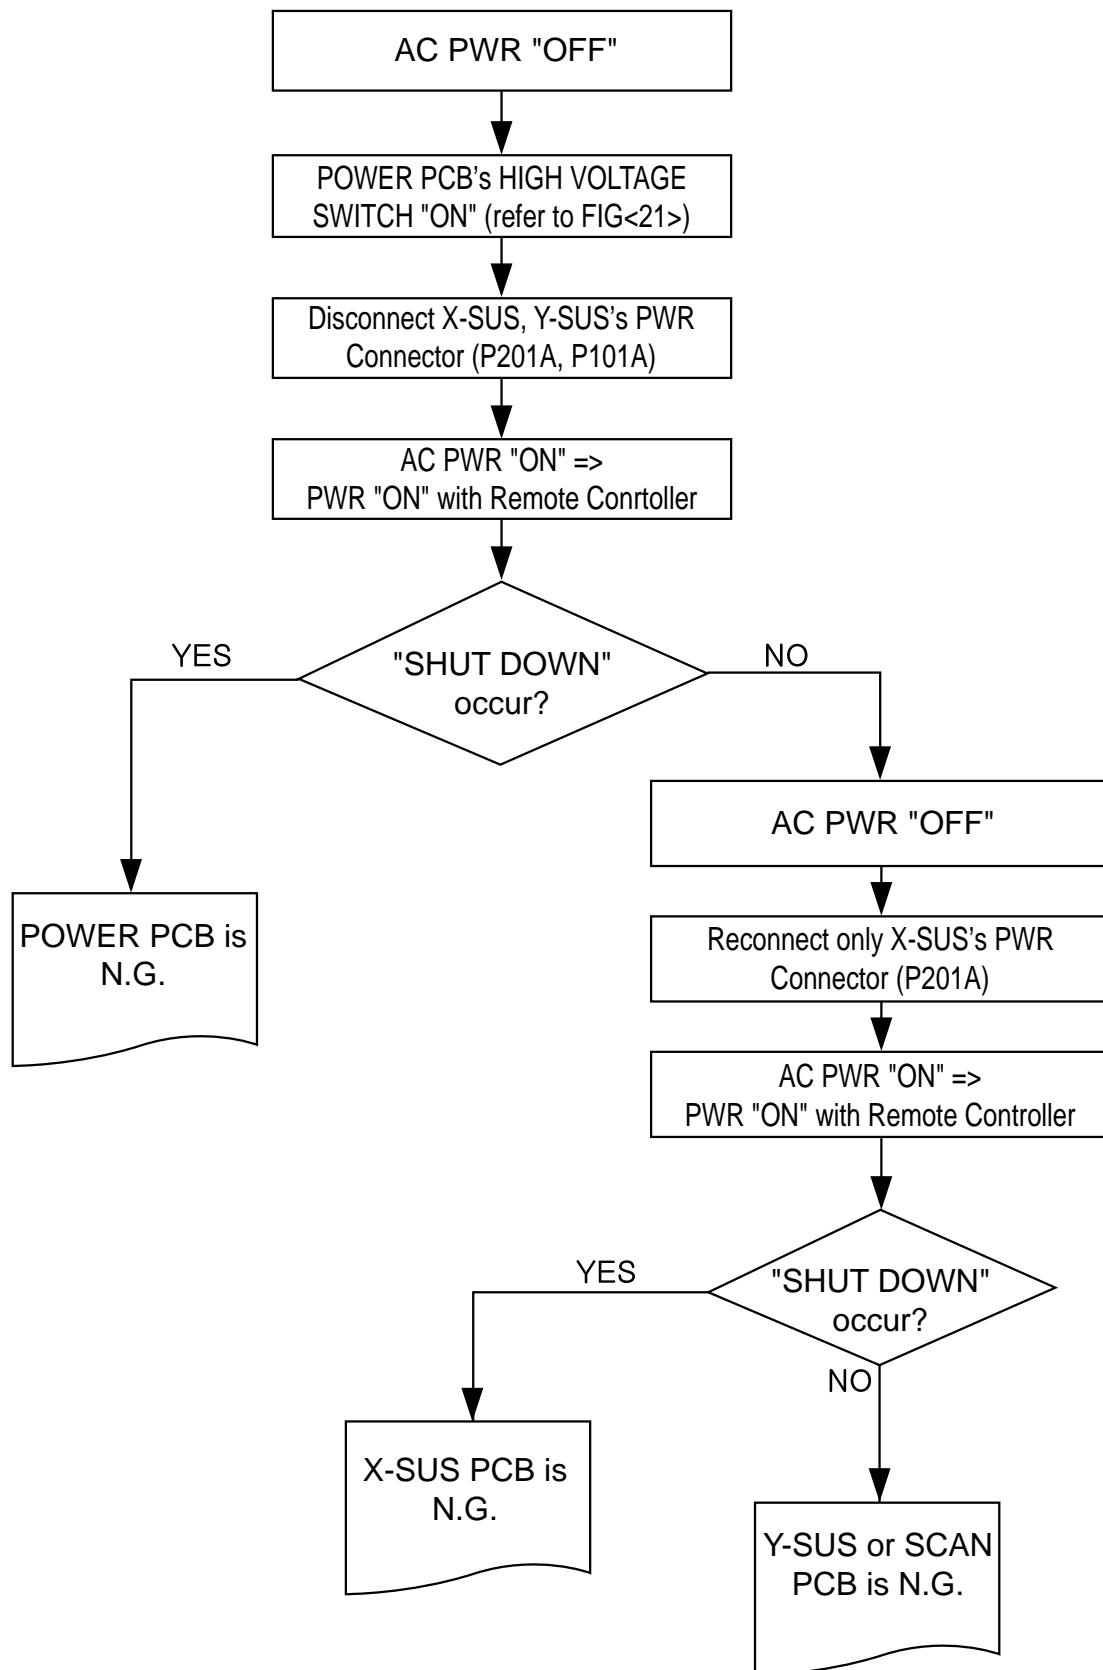 AC PWR "OFF"
POWER PCB's HIGH VOLTAGE
SWITCH "ON" (refer to FIG<21>)
Disconnect X-SUS, Y-SUS's PWR
Connector (P201A, P101A)
AC PWR "ON" =>
PWR "ON" with Remote Conrtoller
"SHUT DOWN"
occur?
YES
NO
POWER PCB is
N.G.
AC PWR "OFF"
Reconnect only X-SUS's PWR
Connector (P201A)
AC PWR "ON" =>
PWR "ON" with Remote Controller
"SHUT DOWN"
occur?
YES
NO
X-SUS PCB is
N.G.
Y-SUS or SCAN
PCB is N.G.